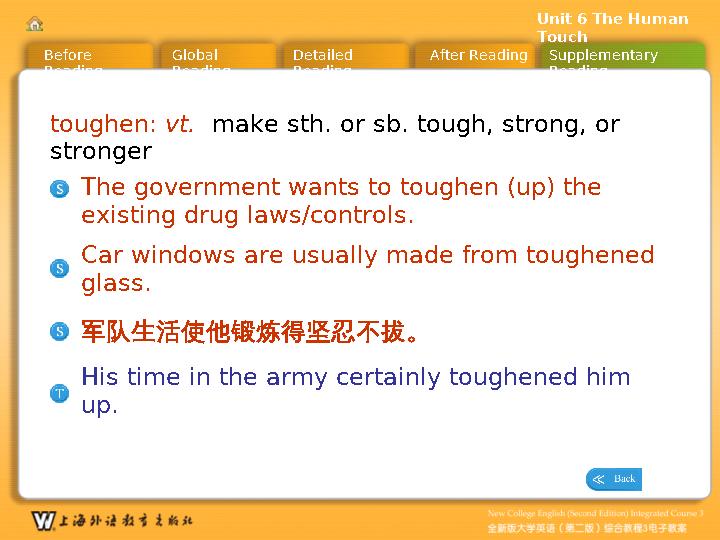 Unit 6 The Human
Touch
Before
Reading
Global
Reading
Detailed
Reading
After Reading
Supplementary
Reading
toughen: vt.  make sth. or sb. tough, strong, or
stronger
S The government wants to toughen (up) the
existing drug laws/controls.
S Car windows are usually made from toughened
glass.
S 军队生活使他锻炼得坚忍不拔。
T His time in the army certainly toughened him
up.
≪ Back
W 上海外语教育出版社
New College English (Second Edition) Integrated Course 3
全新版大学英语（第二版）综合教程3电子教案